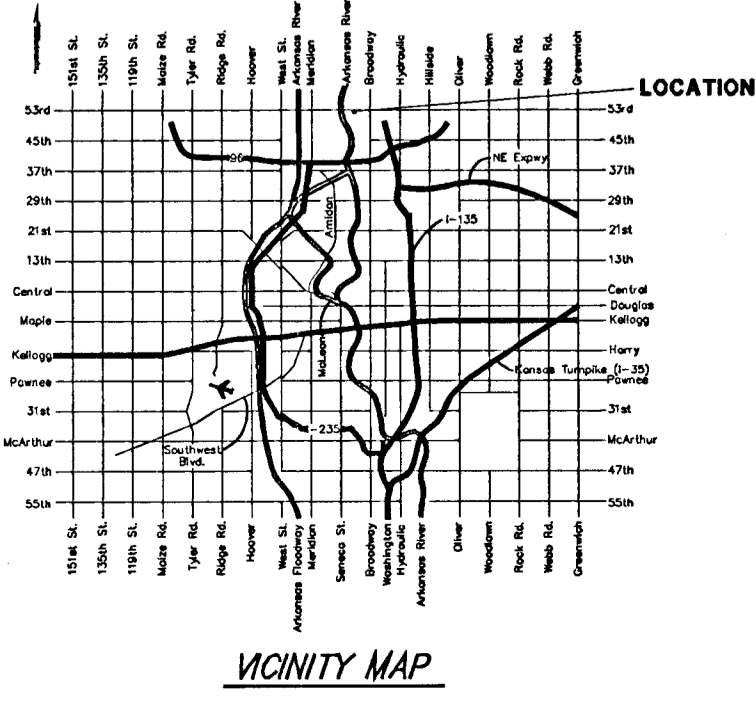 151st St.
135th St.
119th St.
Maize Rd.
Tyler Rd.
Ridge Rd.
Hoover
West St.
Arkansas River
Meridian
Arkansas River
Broadway
Hydraulic
Hillside
Oliver
Woodlawn
Rock Rd.
Webb Rd.
Greenwich
LOCATION
53rd
45th
37th
29th
21st
13th
Central
Maple
Kellogg
Pawnee
31st
McArthur
47th
55th
96
NE Expwy
Amidon
I-135
McLean
Kansas Turnpike (I-35)
Southwest
Blvd.
I-235
53rd
45th
37th
29th
21st
13th
Central
Douglas
Kellogg
Harry
Pawnee
31st
McArthur
47th
55th
151st St.
135th St.
119th St.
Maize Rd.
Tyler Rd.
Ridge Rd.
Hoover
West St.
Arkansas Floodway
Meridian
Seneca St.
Broadway
Washington
Hydraulic
Arkansas River
Oliver
Woodlawn
Rock Rd.
Webb Rd.
Greenwich
VICINITY MAP